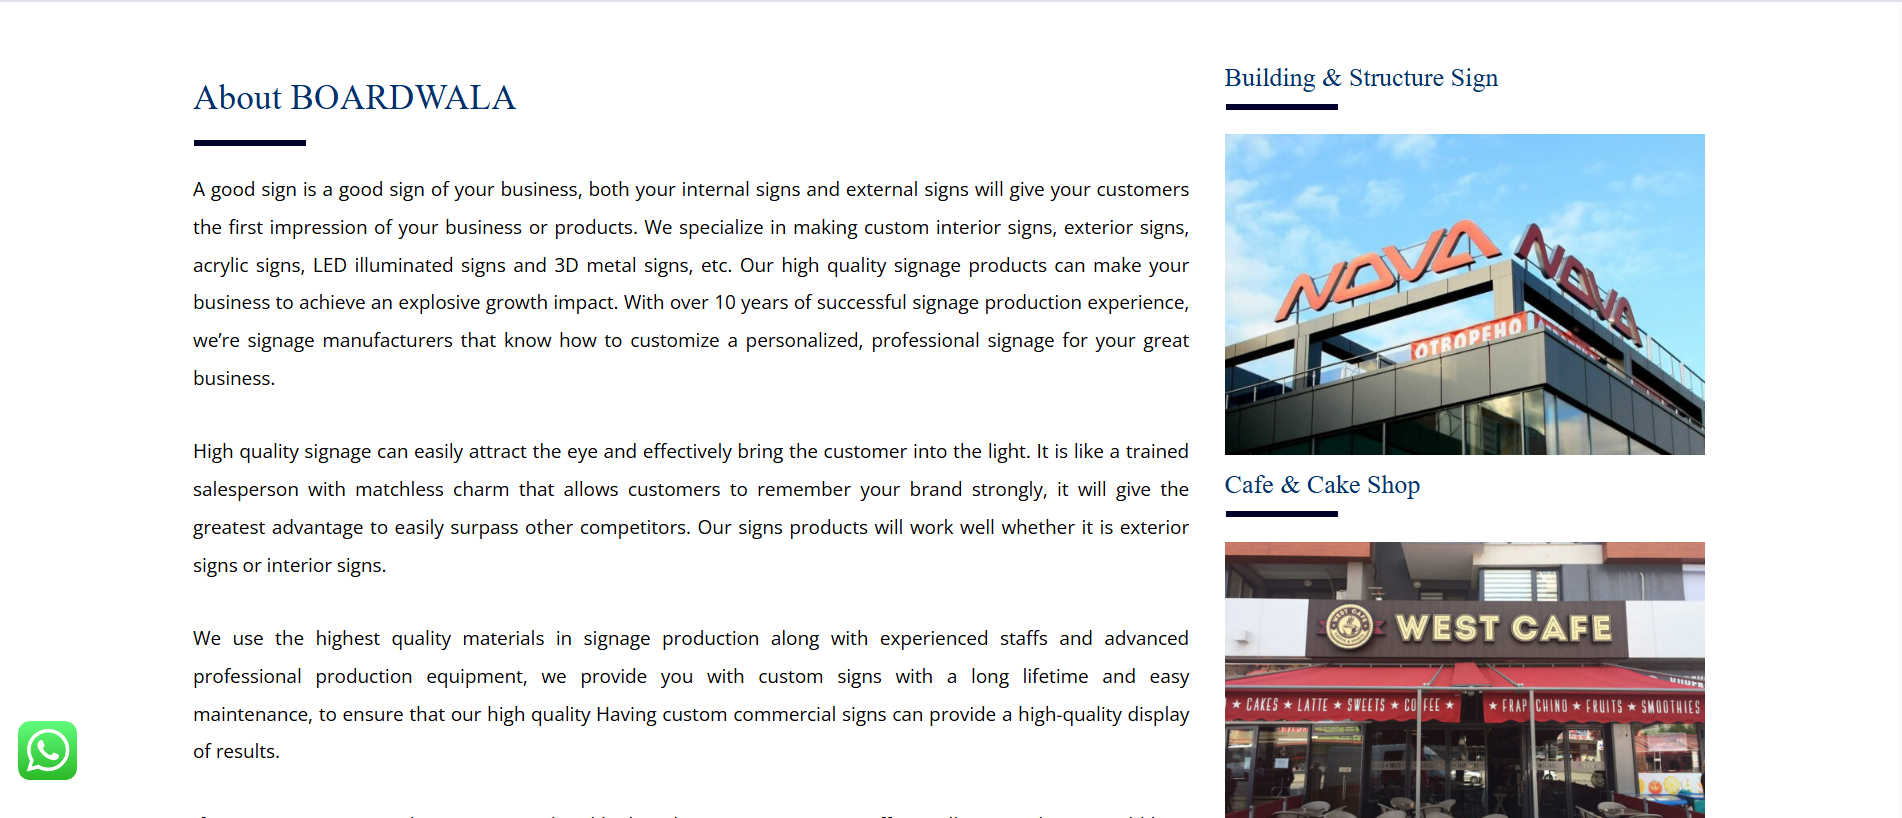 About BOARDWALA
A good sign is a good sign of your business, both your internal signs and external signs will give your customers
the first impression of your business or products. We specialize in making custom interior signs, exterior signs,
acrylic signs, LED illuminated signs and 3D metal signs, etc. Our high quality signage products can make your
business to achieve an explosive growth impact. With over 10 years of successful signage production experience,
we’re signage manufacturers that know how to customize a personalized, professional signage for your great
business.
High quality signage can easily attract the eye and effectively bring the customer into the light. It is like a trained
salesperson with matchless charm that allows customers to remember your brand strongly, it will give the
greatest advantage to easily surpass other competitors. Our signs products will work well whether it is exterior
signs or interior signs.
We use the highest quality materials in signage production along with experienced staffs and advanced
professional production equipment, we provide you with custom signs with a long lifetime and easy
maintenance, to ensure that our high quality Having custom commercial signs can provide a high-quality display
of results.
Building & Structure Sign
NOVA NOVA
ОТВОРЕНО
Cafe & Cake Shop
WEST CAFE
WEST CAFE
★ CAKES ★ LATTE ★ SWEETS ★ COFFEE ★ ★ FRAPPCHINO ★ FRUITS ★ SMOOTHIES